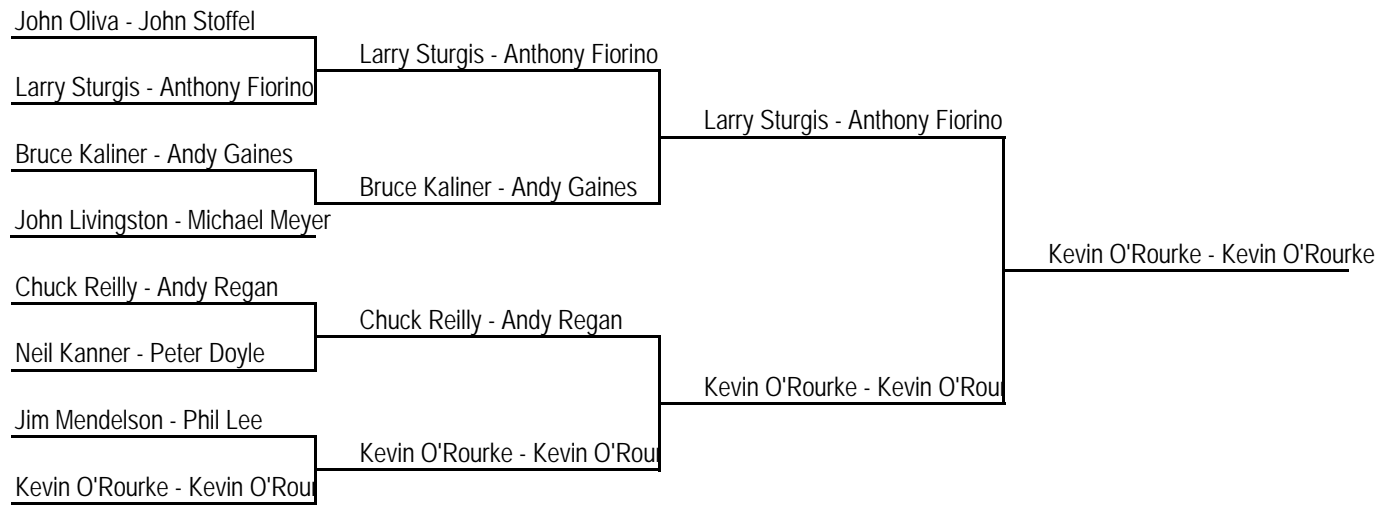 John Oliva - John Stoffel
Larry Sturgis - Anthony Fiorino
Larry Sturgis - Anthony Fiorino
Larry Sturgis - Anthony Fiorino
Bruce Kaliner - Andy Gaines
Bruce Kaliner - Andy Gaines
John Livingston - Michael Meyer
Kevin O'Rourke - Kevin O'Rourke
Chuck Reilly - Andy Regan
Chuck Reilly - Andy Regan
Neil Kanner - Peter Doyle
Kevin O'Rourke - Kevin O'Rour
Jim Mendelson - Phil Lee
Kevin O'Rourke - Kevin O'Rour
Kevin O'Rourke - Kevin O'Rour